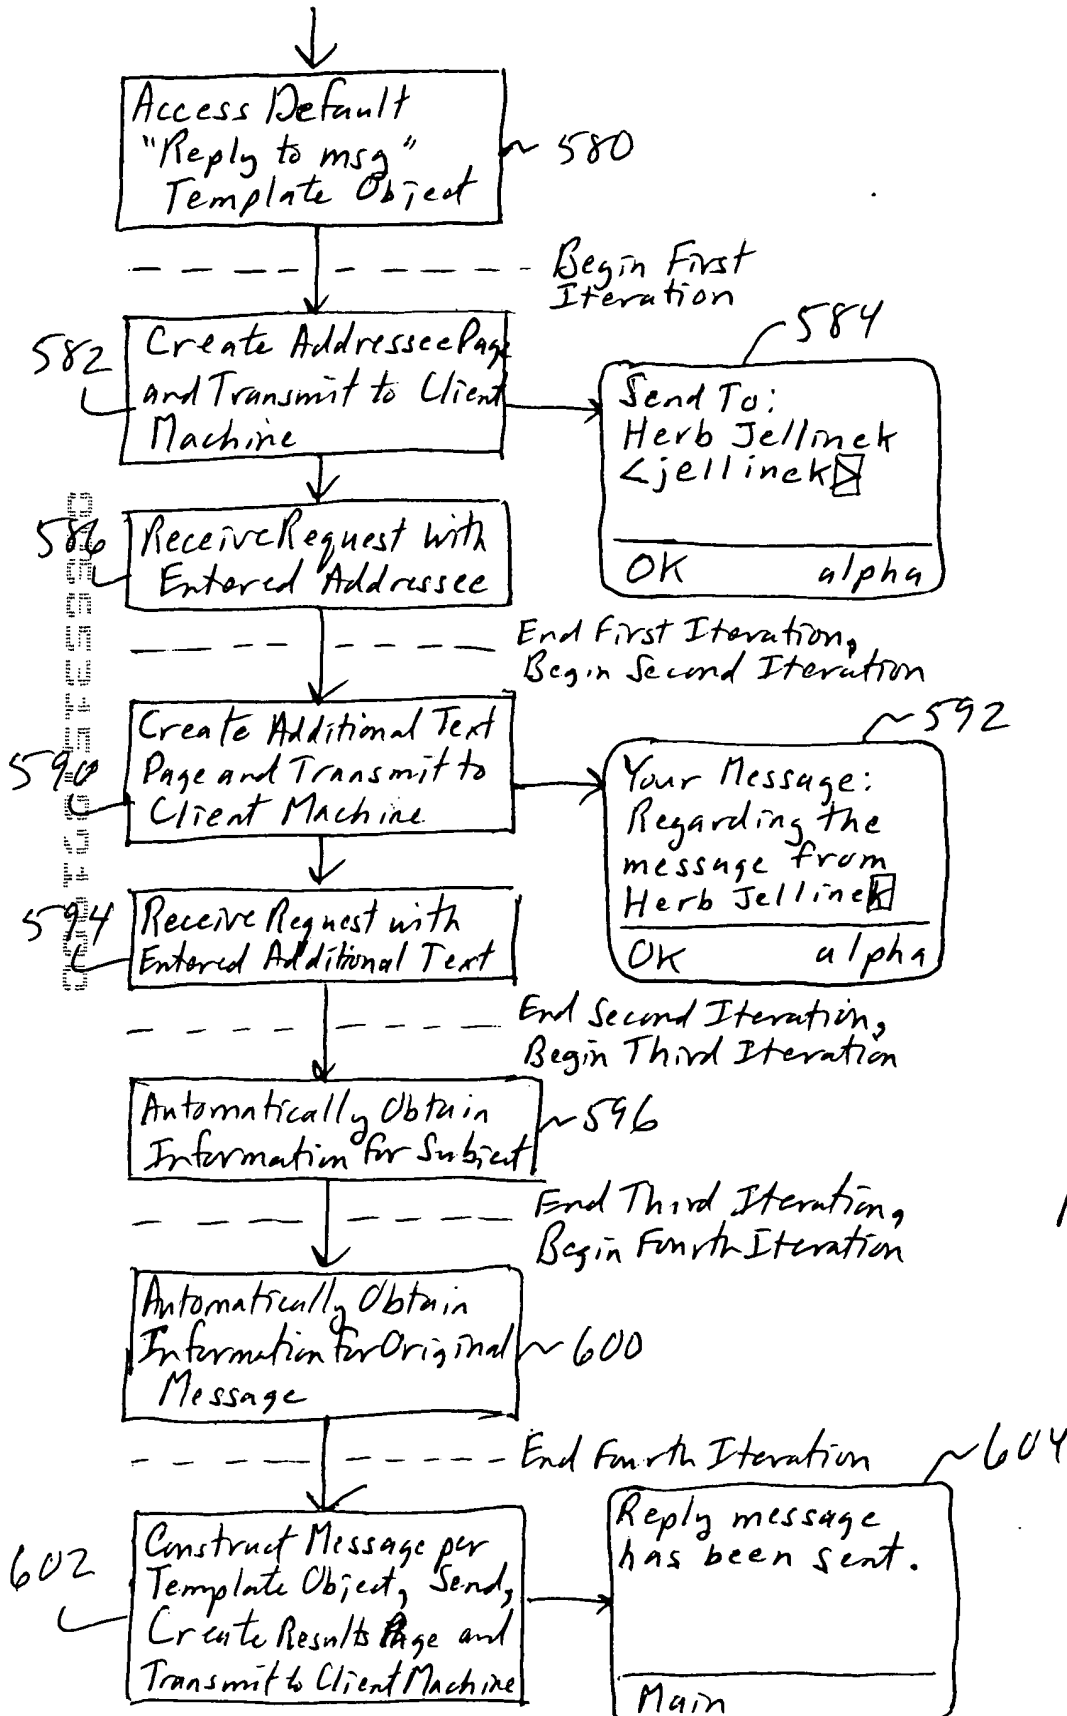 Access Default
"Reply to msg"
Template Object
580
Begin First
Iteration
582
Create Addressee Page
and Transmit to Client
Machine
584
Send To:
Herb Jellinek
<jellinek>
OK alpha
586
Receive Request with
Entered Addressee
End First Iteration,
Begin Second Iteration
590
Create Additional Text
Page and Transmit to
Client Machine
592
Your Message:
Regarding the
message from
Herb Jellinek
OK alpha
594
Receive Request with
Entered Additional Text
End Second Iteration,
Begin Third Iteration
Automatically Obtain
Information for Subject
596
End Third Iteration,
Begin Fourth Iteration
Automatically Obtain
Information for Original
Message
600
End Fourth Iteration
602
Construct Message per
Template Object, Send,
Create Results Page and
Transmit to Client Machine
604
Reply message
has been sent.
Main